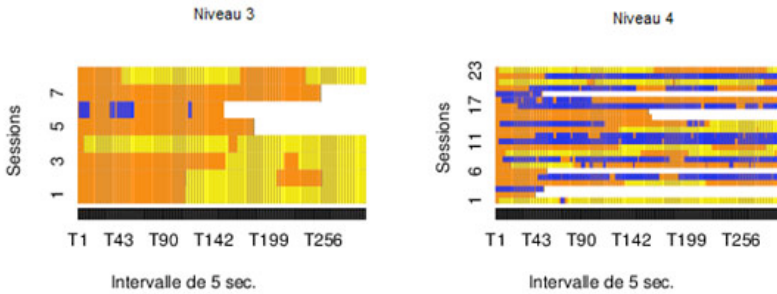 Niveau 3
Sessions
7
5
3
1
T1 T43 T90 T142 T199 T256
Intervalle de 5 sec.
Niveau 4
Sessions
23
17
11
6
1
T1 T43 T90 T142 T199 T256
Intervalle de 5 sec.